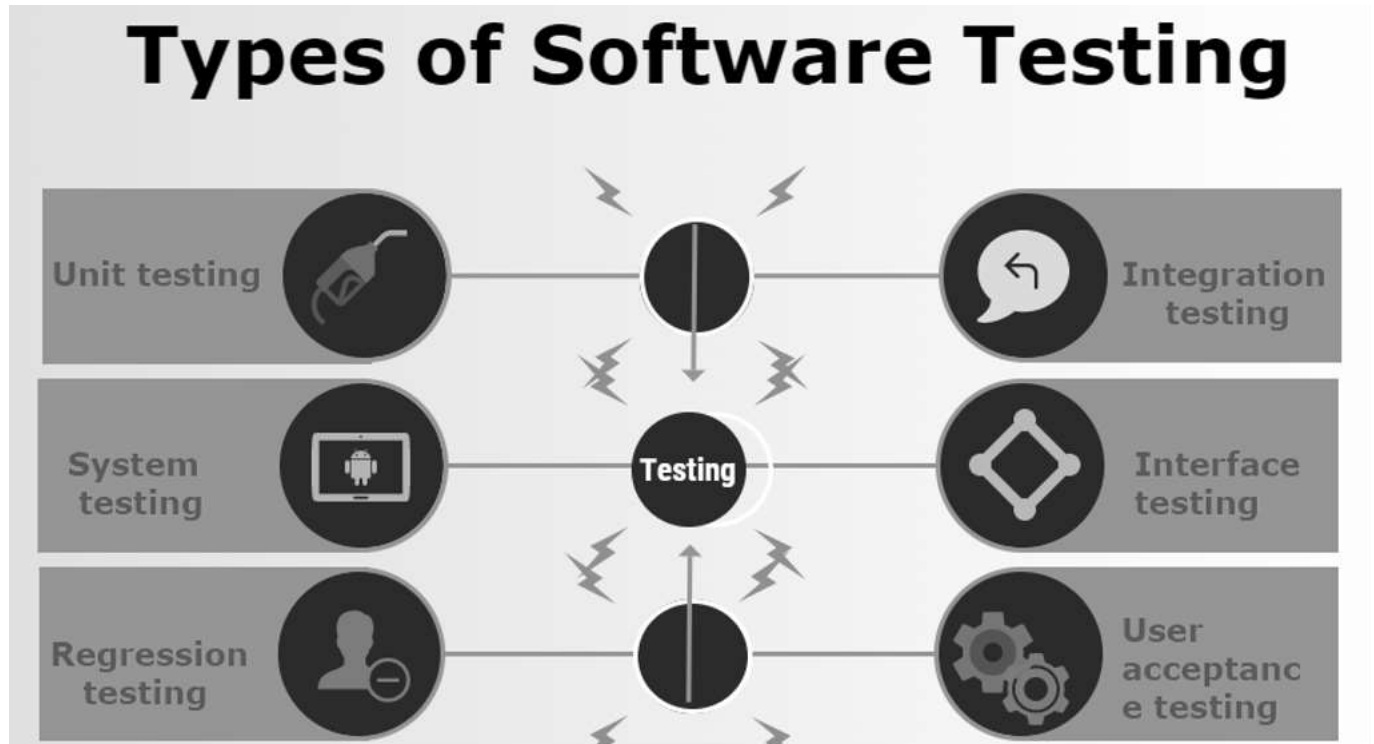 Types of Software Testing
Unit testing
Integration
testing
System
testing
Testing
Interface
testing
Regression
testing
User
acceptanc
e testing